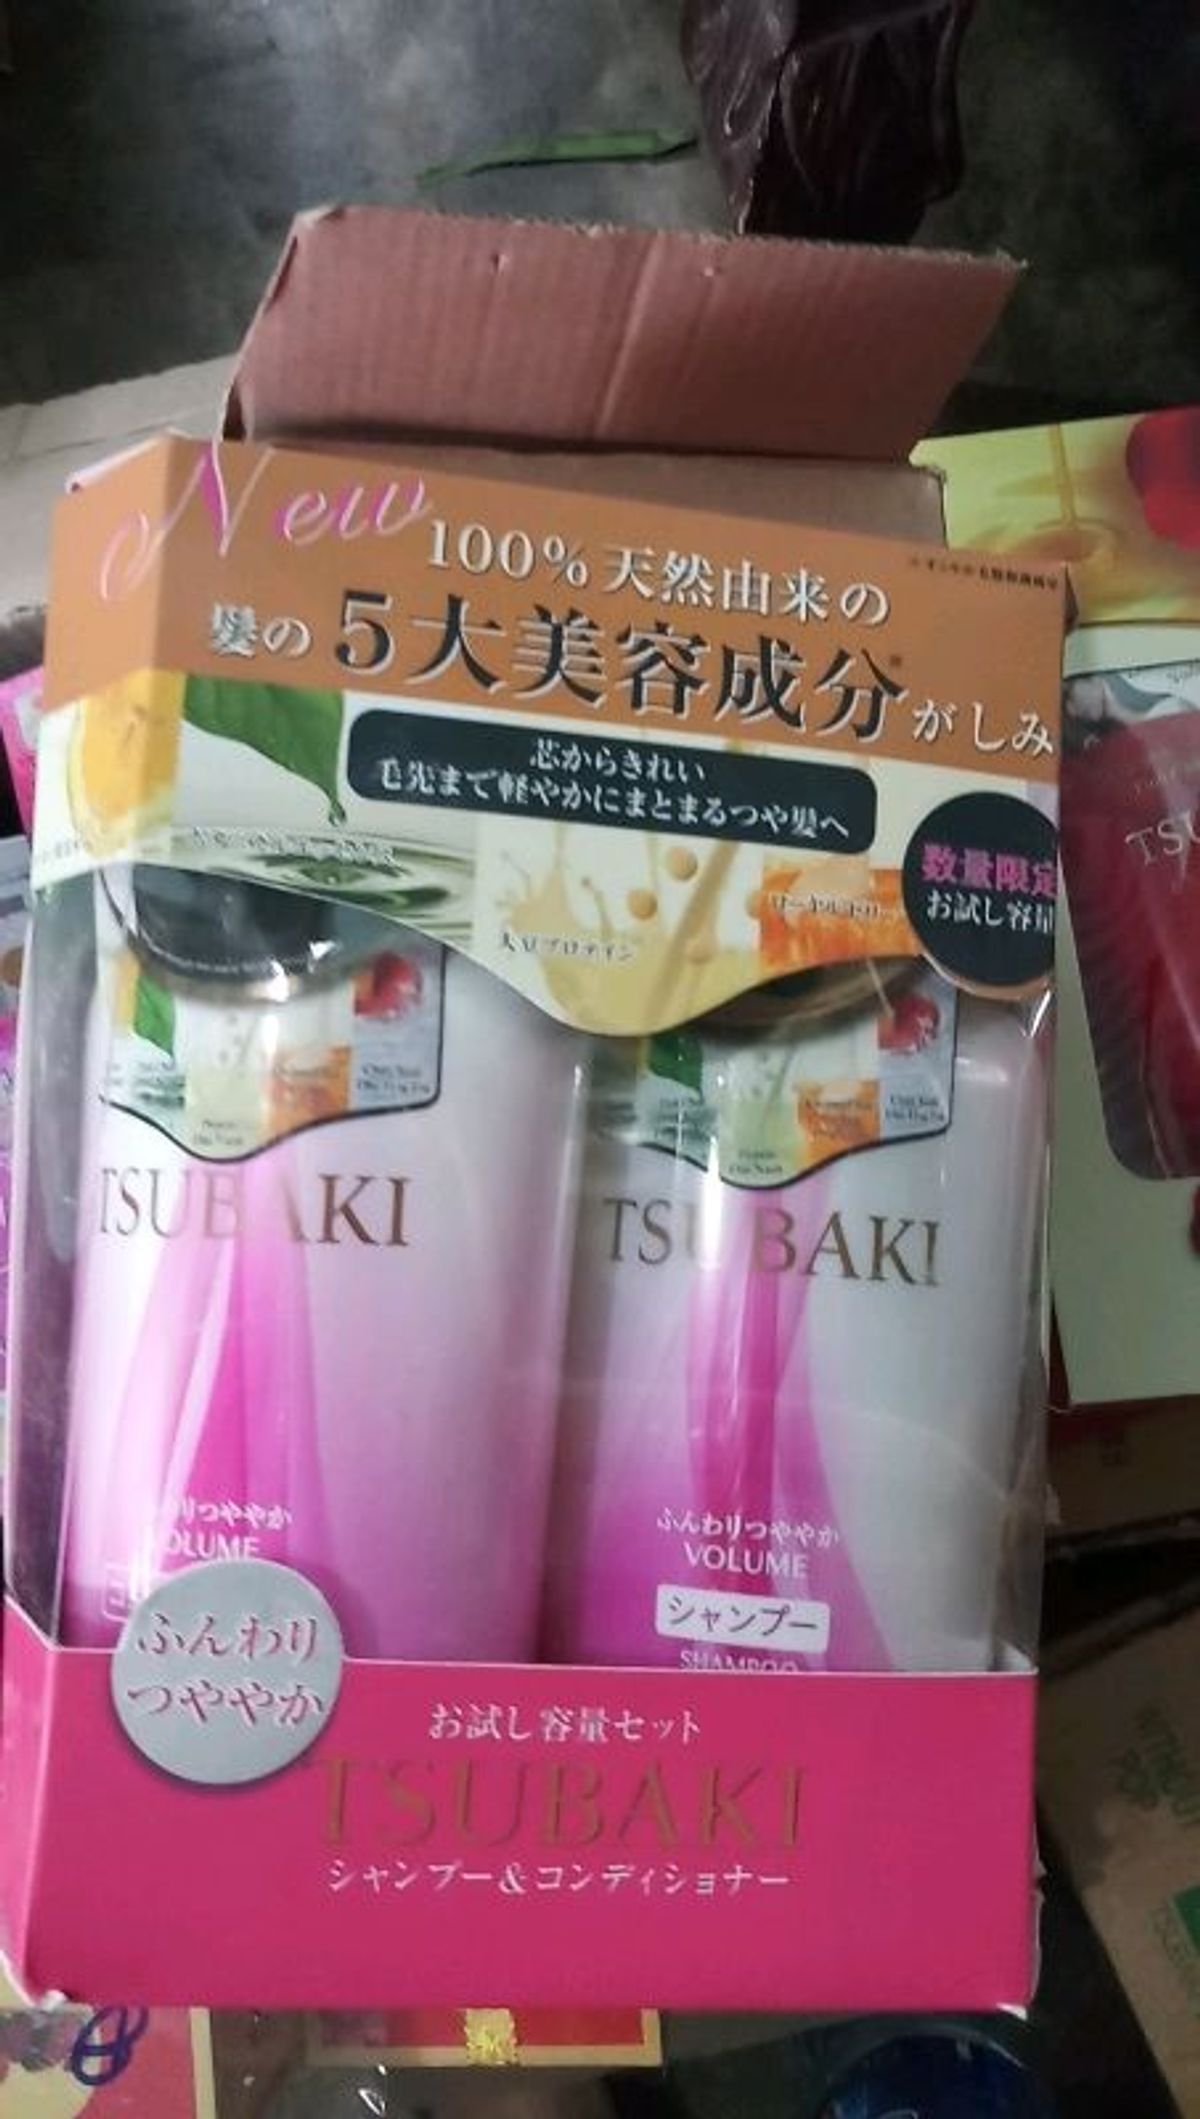 New
100%天然由来の
髪の5大美容成分※がしみ
芯からきれい
毛先まで軽やかにまとまるつや髪へ
数量限定
お試し容量
大豆プロテイン
TSUBAKI
TSUBAKI
りつややか
VOLUME
ふんわりつややか
VOLUME
シャンプー
SHAMPOO
ふんわり
つややか
お試し容量セット
TSUBAKI
シャンプー&コンディショナー
TSU